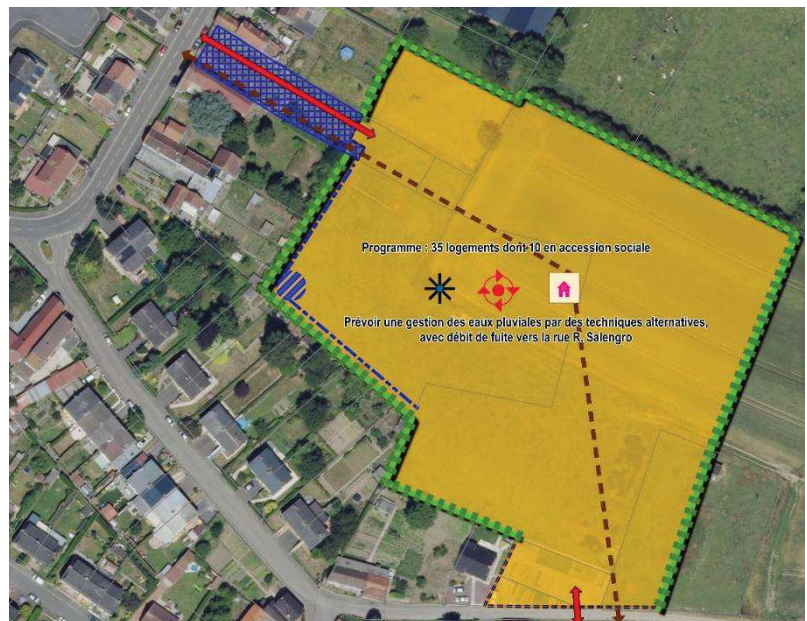 Programme : 35 logements dont 10 en accession sociale
Prévoir une gestion des eaux pluviales par des techniques alternatives,
avec débit de fuite vers la rue R. Salengro